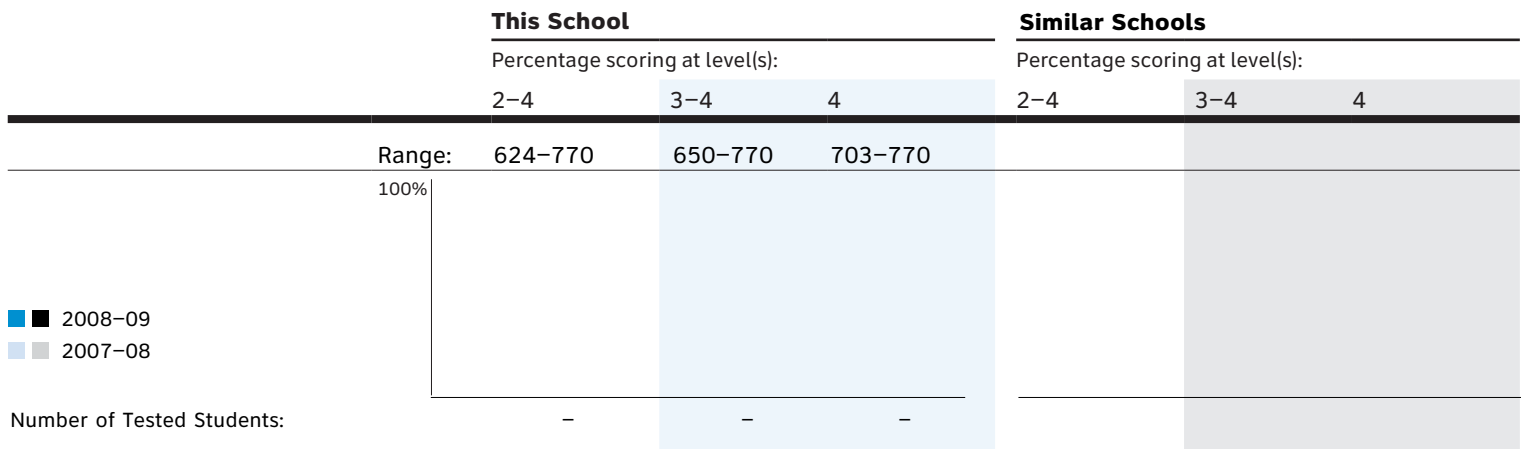 This School Similar Schools
Percentage scoring at level(s): Percentage scoring at level(s):
2–4 3–4 4 2–4 3–4 4
Range: 624–770 650–770 703–770
100%
2008–09
2007–08
Number of Tested Students: – – –